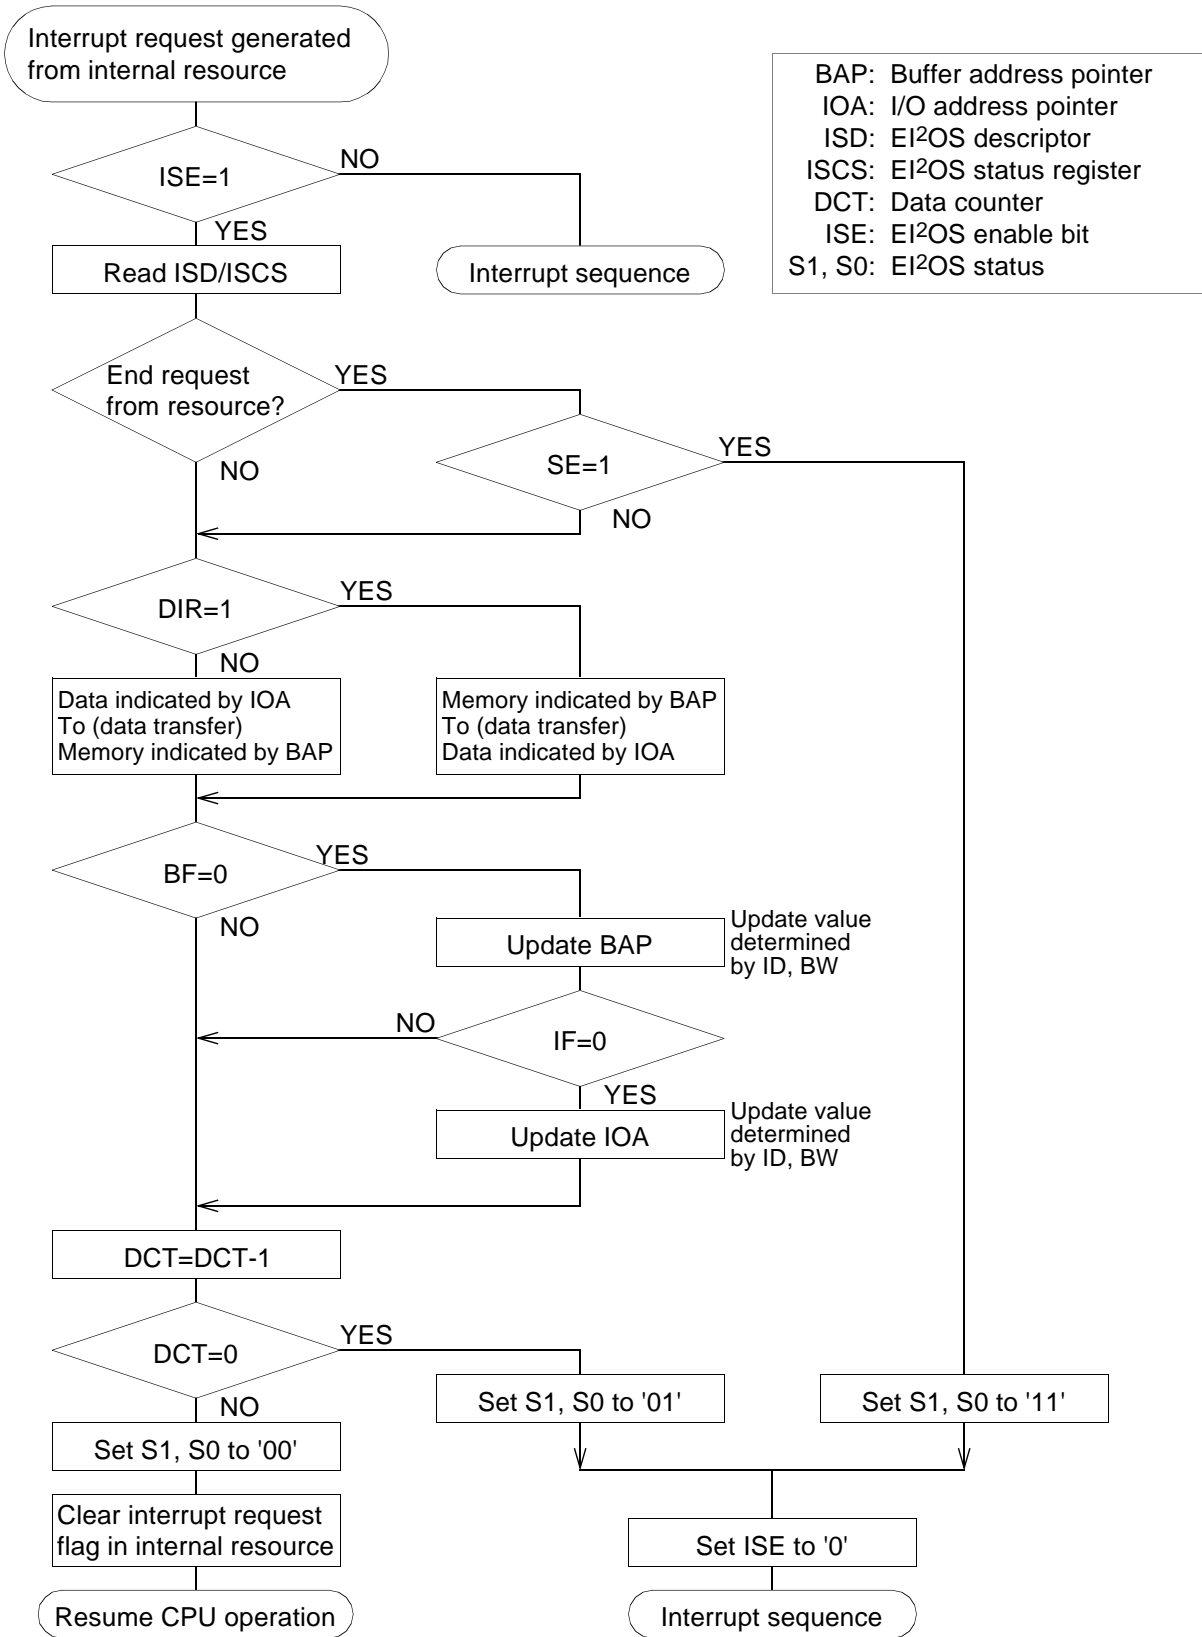 Interrupt request generated
from internal resource
BAP: Buffer address pointer
IOA: I/O address pointer
ISD: EI2OS descriptor
ISCS: EI2OS status register
DCT: Data counter
ISE: EI2OS enable bit
S1, S0: EI2OS status
ISE=1
NO
YES
Read ISD/ISCS
Interrupt sequence
End request
from resource?
YES
NO
SE=1
YES
NO
DIR=1
YES
NO
Data indicated by IOA
To (data transfer)
Memory indicated by BAP
Memory indicated by BAP
To (data transfer)
Data indicated by IOA
BF=0
YES
NO
Update BAP
Update value
determined
by ID, BW
IF=0
NO
YES
Update IOA
Update value
determined
by ID, BW
DCT=DCT-1
DCT=0
YES
NO
Set S1, S0 to '01'
Set S1, S0 to '11'
Set S1, S0 to '00'
Clear interrupt request
flag in internal resource
Set ISE to '0'
Resume CPU operation
Interrupt sequence